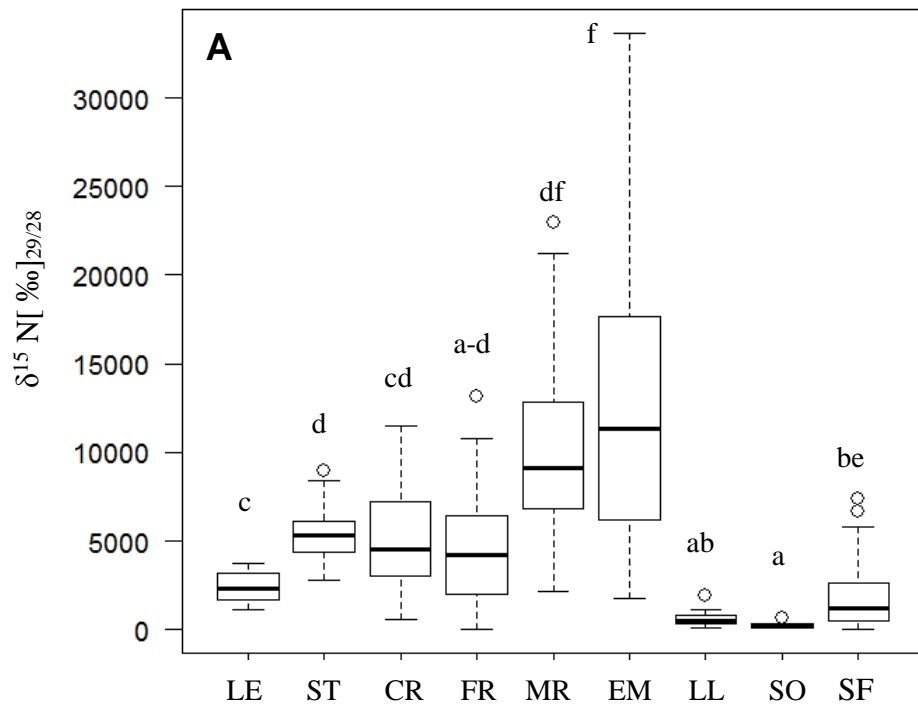 A
f
30000
25000
df
20000
δ¹⁵ N[ ‰]29/28
15000
a-d
cd
d
10000
be
c
5000
ab
a
0
LE ST CR FR MR EM LL SO SF